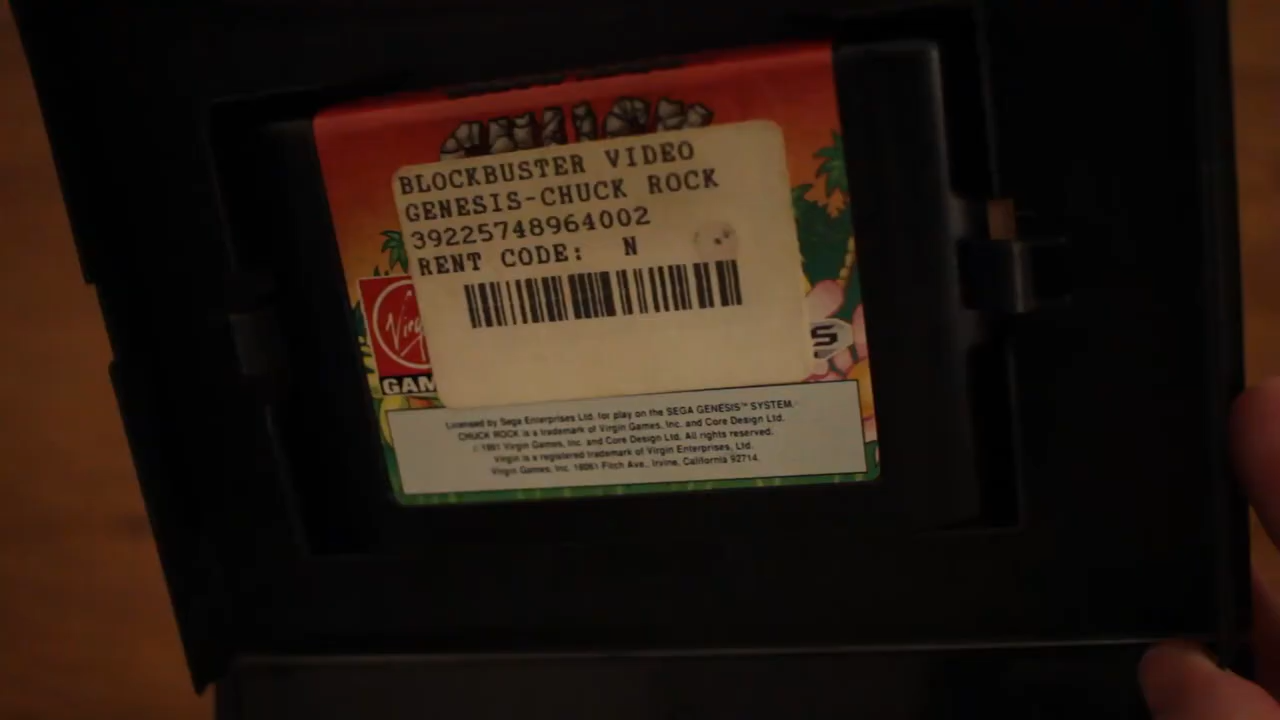 BLOCKBUSTER VIDEO
GENESIS-CHUCK ROCK
39225748964002
RENT CODE: N
GAM
S
Licensed by Sega Enterprises Ltd. for play on the SEGA GENESIS™ SYSTEM.
CHUCK ROCK is a trademark of Virgin Games, Inc. and Core Design Ltd.
©1991 Virgin Games, Inc. and Core Design Ltd. All rights reserved.
Virgin is a registered trademark of Virgin Enterprises, Ltd.
Virgin Games, Inc. 18061 Fitch Ave., Irvine, California 92714.